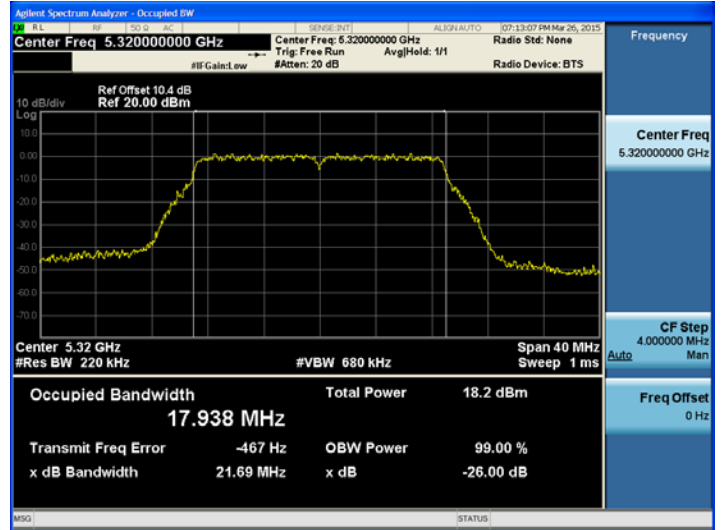 Agilent Spectrum Analyzer - Occupied BW
RL RF 50 Ω AC SENSE:INT ALIGN AUTO 07:13:07 PM Mar 26, 2015
Center Freq 5.320000000 GHz
Center Freq: 5.320000000 GHz
Radio Std: None
Trig: Free Run Avg|Hold: 1/1
#IFGain:Low #Atten: 20 dB Radio Device: BTS
Ref Offset 10.4 dB
10 dB/div Ref 20.00 dBm
Log
10.0
0.00
-10.0
-20.0
-30.0
-40.0
-50.0
-60.0
-70.0
Center 5.32 GHz Span 40 MHz
#Res BW 220 kHz #VBW 680 kHz Sweep 1 ms
Occupied Bandwidth Total Power 18.2 dBm
17.938 MHz
Transmit Freq Error -467 Hz OBW Power 99.00 %
x dB Bandwidth 21.69 MHz x dB -26.00 dB
MSG STATUS
Frequency
Center Freq
5.320000000 GHz
CF Step
4.000000 MHz
Auto Man
Freq Offset
0 Hz